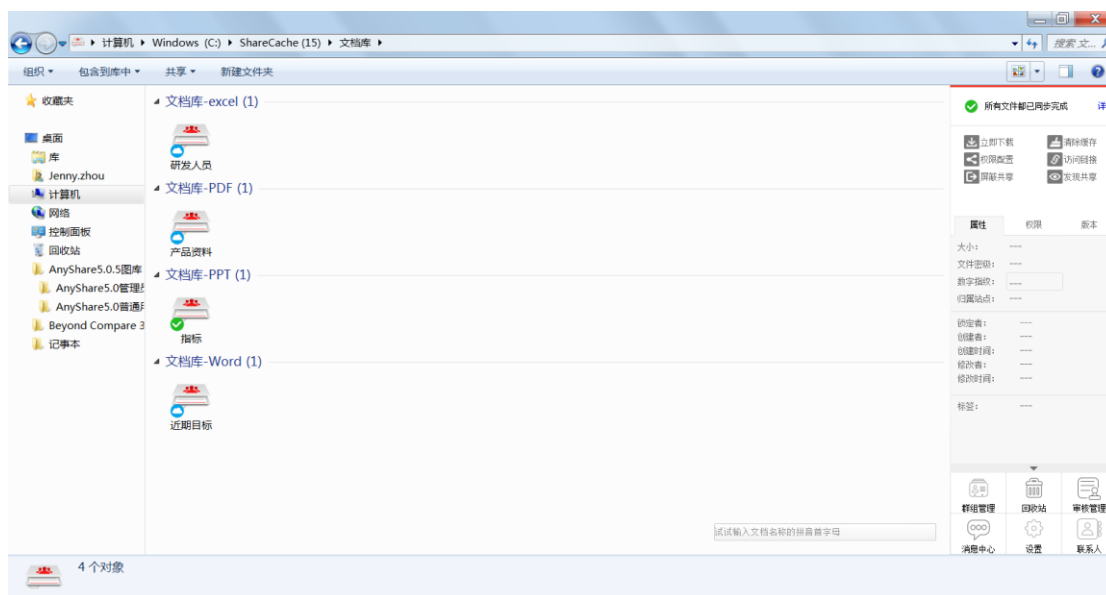 计算机 Windows (C:) ShareCache (15) 文档库
搜索 文...
组织 包含到库中 共享 新建文件夹
收藏夹
桌面
库
Jenny.zhou
计算机
网络
控制面板
回收站
AnyShare5.0.5图库
AnyShare5.0管理
AnyShare5.0普通
Beyond Compare 3
记事本
文档库-excel (1)
研发人员
文档库-PDF (1)
产品资料
文档库-PPT (1)
指标
文档库-Word (1)
近期目标
试试输入文档名称的拼音首字母
所有文件都已同步完成 详
立即下载 清除缓存
权限配置 访问链接
屏蔽共享 发现共享
属性 权限 版本
大小: ---
文件密级: ---
数字指纹: ---
归属站点: ---
锁定者: ---
创建者: ---
创建时间: ---
修改者: ---
修改时间: ---
标签: ---
群组管理 回收站 审核管理
消息中心 设置 联系人
4 个对象